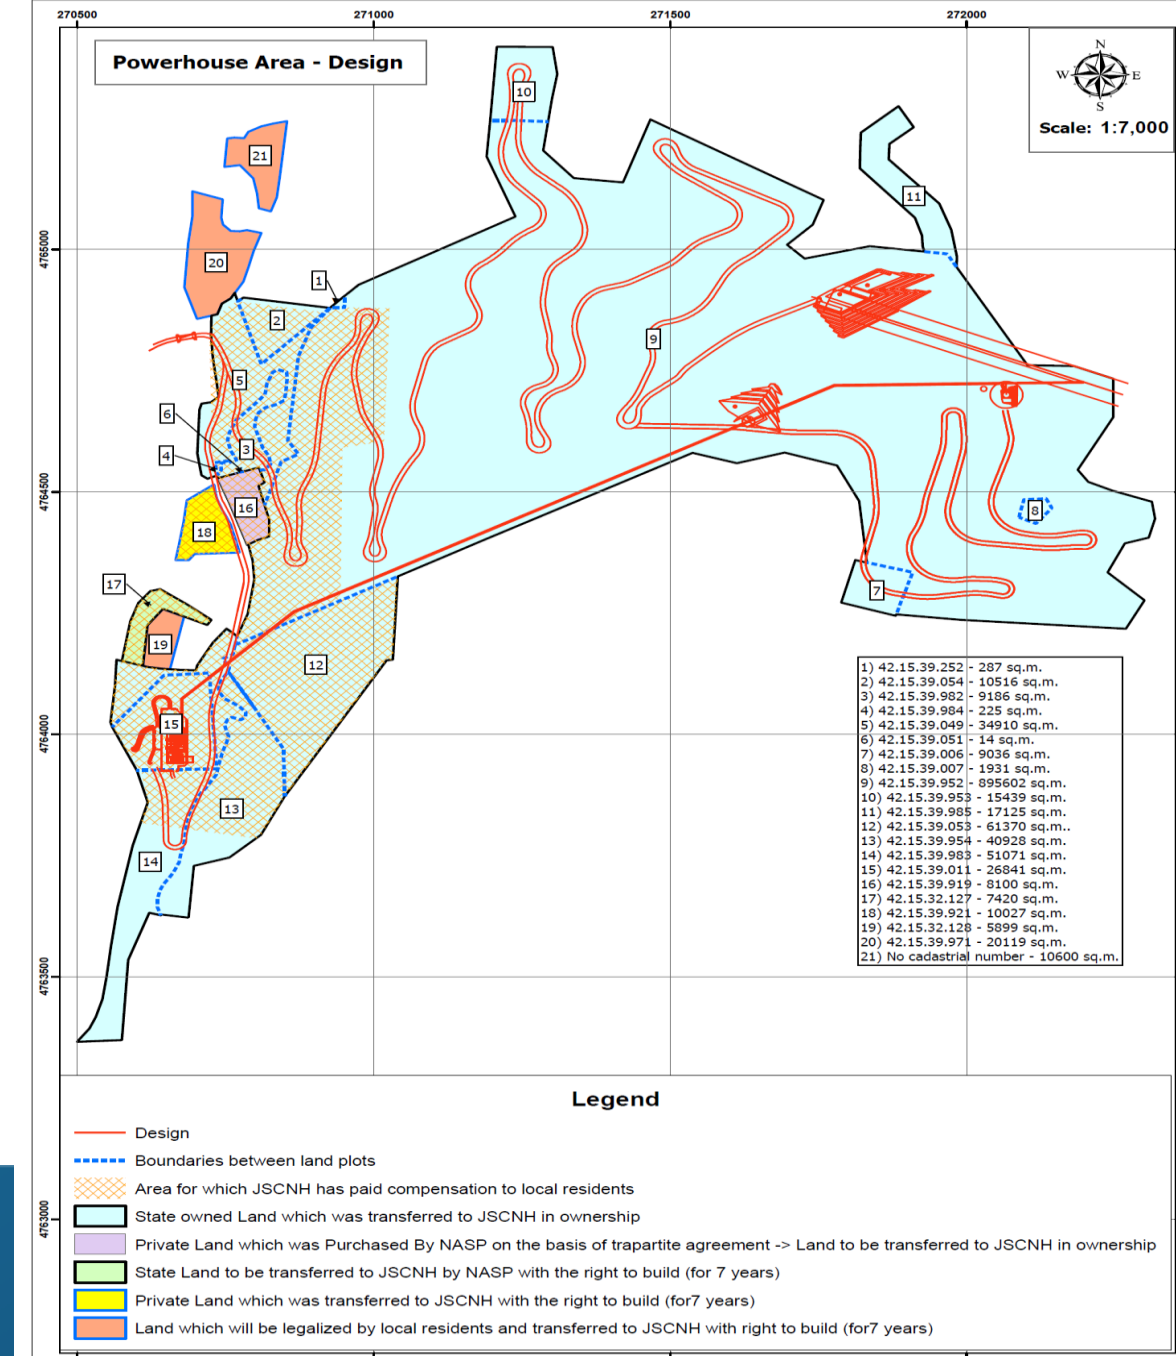 270500
271000
271500
272000
Powerhouse Area - Design
N
W
E
S
Scale: 1:7,000
4765000
4764500
4764000
4763500
4763000
10
21
11
20
1
2
9
5
6
3
4
16
8
18
17
7
19
12
15
13
14
1) 42.15.39.252 - 287 sq.m.
2) 42.15.39.054 - 10516 sq.m.
3) 42.15.39.982 - 9186 sq.m.
4) 42.15.39.984 - 225 sq.m.
5) 42.15.39.049 - 34910 sq.m.
6) 42.15.39.051 - 14 sq.m.
7) 42.15.39.006 - 9036 sq.m.
8) 42.15.39.007 - 1931 sq.m.
9) 42.15.39.952 - 895602 sq.m.
10) 42.15.39.953 - 15439 sq.m.
11) 42.15.39.985 - 17125 sq.m.
12) 42.15.39.053 - 61370 sq.m..
13) 42.15.39.954 - 40928 sq.m.
14) 42.15.39.983 - 51071 sq.m.
15) 42.15.39.011 - 26841 sq.m.
16) 42.15.39.919 - 8100 sq.m.
17) 42.15.32.127 - 7420 sq.m.
18) 42.15.39.921 - 10027 sq.m.
19) 42.15.32.128 - 5899 sq.m.
20) 42.15.39.971 - 20119 sq.m.
21) No cadastrial number - 10600 sq.m.
Legend
Design
Boundaries between land plots
Area for which JSCNH has paid compensation to local residents
State owned Land which was transferred to JSCNH in ownership
Private Land which was Purchased By NASP on the basis of trapartite agreement -> Land to be transferred to JSCNH in ownership
State Land to be transferred to JSCNH by NASP with the right to build (for 7 years)
Private Land which was transferred to JSCNH with the right to build (for7 years)
Land which will be legalized by local residents and transferred to JSCNH with right to build (for7 years)